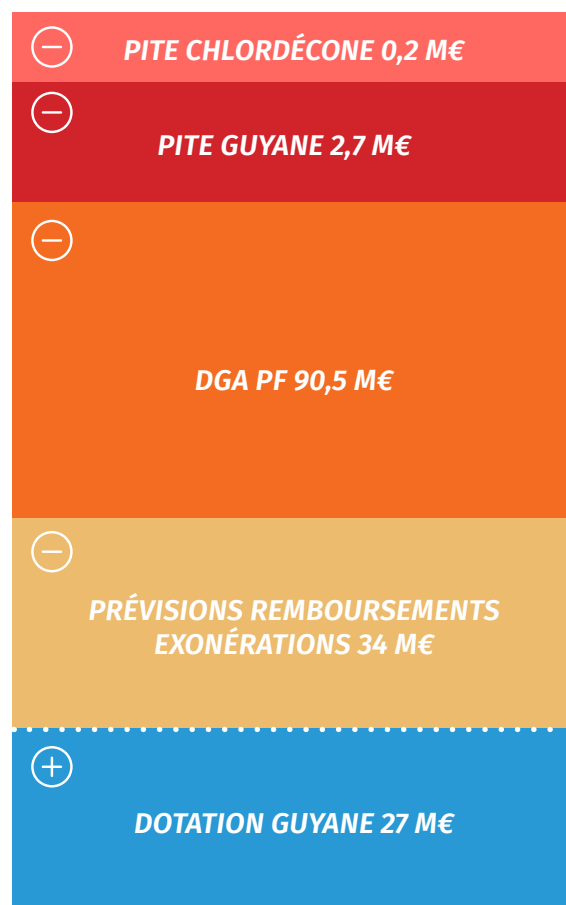 PITE CHLORDÉCONE 0,2 M€
PITE GUYANE 2,7 M€
DGA PF 90,5 M€
PRÉVISIONS REMBOURSEMENTS
EXONÉRATIONS 34 M€
DOTATION GUYANE 27 M€